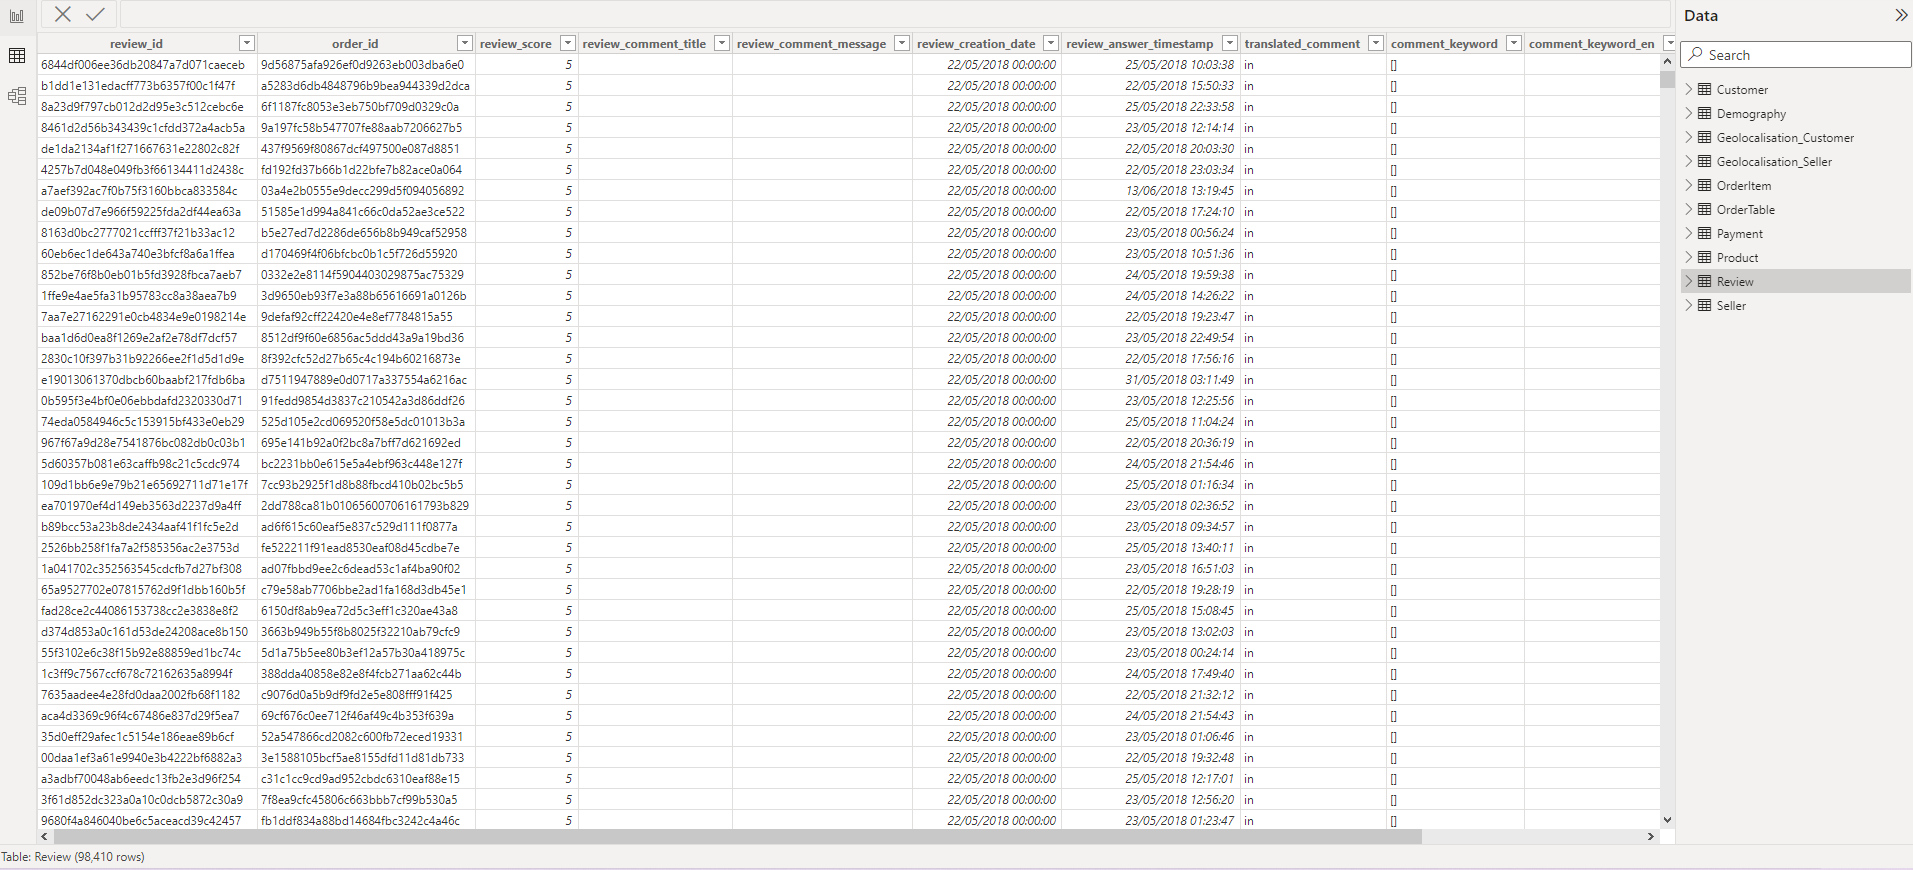 Data
Search
review_id order_id review_score review_comment_title review_comment_message review_creation_date review_answer_timestamp translated_comment comment_keyword comment_keyword_en
6844df006ee36db20847a7d071caeceb 9d56875afa926ef0d9263eb003dba6e0 5 22/05/2018 00:00:00 25/05/2018 10:03:38 in []
b1dd1e131edacff773b6357f00c1f47f a5283d6db4848796b9bea944339d2dca 5 22/05/2018 00:00:00 22/05/2018 15:50:33 in []
8a23d9f797cb012d2d95e3c512cebc6e 6f1187fc8053e3eb750bf709d0329c0a 5 22/05/2018 00:00:00 25/05/2018 22:33:58 in []
8461d2d56b343439c1cfdd372a4acb5a 9a197fc58b547707fe88aab7206627b5 5 22/05/2018 00:00:00 23/05/2018 12:14:14 in []
de1da2134af1f271667631e22802c82f 437f9569f80867dcf497500e087d8851 5 22/05/2018 00:00:00 22/05/2018 20:03:30 in []
4257b7d048e049fb3f66134411d2438c fd192fd37b66b1d22bfe7b82ace0a064 5 22/05/2018 00:00:00 22/05/2018 23:03:34 in []
a7aef392ac7f0b75f3160bbca833584c 03a4e2b0555e9decc299d5f094056892 5 22/05/2018 00:00:00 13/06/2018 13:19:45 in []
de09b07d7e966f59225fda2df44ea63a 51585e1d994a841c66c0da52ae3ce522 5 22/05/2018 00:00:00 22/05/2018 17:24:10 in []
8163d0bc2777021ccfff37f21b33ac12 b5e27ed7d2286de656b8b949caf52958 5 22/05/2018 00:00:00 23/05/2018 00:56:24 in []
60eb6ec1de643a740e3bfcf8a6a1ffea d170469f4f06bfcbc0b1c5f726d55920 5 22/05/2018 00:00:00 23/05/2018 10:51:36 in []
852be76f8b0eb01b5fd3928fbca7aeb7 0332e2e8114f5904403029875ac75329 5 22/05/2018 00:00:00 24/05/2018 19:59:38 in []
1ffe9e4ae5fa31b95783cc8a38aea7b9 3d9650eb93f7e3a88b65616691a0126b 5 22/05/2018 00:00:00 24/05/2018 14:26:22 in []
7aa7e27162291e0cb4834e9e0198214e 9defaf92cff22420e4e8ef7784815a55 5 22/05/2018 00:00:00 22/05/2018 19:23:47 in []
baa1d6d0ea8f1269e2af2e78df7dcf57 8512df9f60e6856ac5ddd43a9a19bd36 5 22/05/2018 00:00:00 23/05/2018 22:49:54 in []
2830c10f397b31b92266ee2f1d5d1d9e 8f392cfc52d27b65c4c194b60216873e 5 22/05/2018 00:00:00 22/05/2018 17:56:16 in []
e19013061370dbcb60baabf217fdb6ba d7511947889e0d0717a337554a6216ac 5 22/05/2018 00:00:00 31/05/2018 03:11:49 in []
0b595f3e4bf0e06ebbdafd2320330d71 91fedd9854d3837c210542a3d86ddf26 5 22/05/2018 00:00:00 23/05/2018 12:25:56 in []
74eda0584946c5c153915bf433e0eb29 525d105e2cd069520f58e5dc01013b3a 5 22/05/2018 00:00:00 25/05/2018 11:04:24 in []
967f67a9d28e7541876bc082db0c03b1 695e141b92a0f2bc8a7bff7d621692ed 5 22/05/2018 00:00:00 22/05/2018 20:36:19 in []
5d60357b081e63caffb98c21c5cdc974 bc2231bb0e615e5a4ebf963c448e127f 5 22/05/2018 00:00:00 24/05/2018 21:54:46 in []
109d1bb6e9e79b21e65692711d71e17f 7cc93b2925f1d8b88fbcd410b02bc5b5 5 22/05/2018 00:00:00 25/05/2018 01:16:34 in []
ea701970ef4d149eb3563d2237d9a4ff 2dd788ca81b01065600706161793b829 5 22/05/2018 00:00:00 23/05/2018 02:36:52 in []
b89bcc53a23b8de2434aaf41f1fc5e2d ad6f615c60eaf5e837c529d111f0877a 5 22/05/2018 00:00:00 23/05/2018 09:34:57 in []
2526bb258f1fa7a2f585356ac2e3753d fe522211f91ead8530eaf08d45cdbe7e 5 22/05/2018 00:00:00 25/05/2018 13:40:11 in []
1a041702c352563545cdcfb7d27bf308 ad07fbbd9ee2c6dead53c1af4ba90f02 5 22/05/2018 00:00:00 23/05/2018 16:51:03 in []
65a9527702e07815762d9f1dbb160b5f c79e58ab7706bbe2ad1fa168d3db45e1 5 22/05/2018 00:00:00 22/05/2018 19:28:19 in []
fad28ce2c44086153738cc2e3838e8f2 6150df8ab9ea72d5c3eff1c320ae43a8 5 22/05/2018 00:00:00 25/05/2018 15:08:45 in []
d374d853a0c161d53de24208ace8b150 3663b949b55f8b8025f32210ab79cfc9 5 22/05/2018 00:00:00 23/05/2018 13:02:03 in []
55f3102e6c38f15b92e88859ed1bc74c 5d1a75b5ee80b3ef12a57b30a418975c 5 22/05/2018 00:00:00 23/05/2018 00:24:14 in []
1c3ff9c7567ccf678c72162635a8994f 388dda40858e82e8f4fcb271aa62c44b 5 22/05/2018 00:00:00 24/05/2018 17:49:40 in []
7635aadee4e28fd0daa2002fb68f1182 c9076d0a5b9df9fd2e5e808fff91f425 5 22/05/2018 00:00:00 22/05/2018 21:32:12 in []
aca4d3369c96f4c67486e837d29f5ea7 69cf676c0ee712f46af49c4b353f639a 5 22/05/2018 00:00:00 24/05/2018 21:54:43 in []
35d0eff29afec1c5154e186eae89b6cf 52a547866cd2082c600fb72eced19331 5 22/05/2018 00:00:00 23/05/2018 01:06:46 in []
00daa1ef3a61e9940e3b4222bf6882a3 3e1588105bcf5ae8155dfd11d81db733 5 22/05/2018 00:00:00 22/05/2018 19:32:48 in []
a3adbf70048ab6eedc13fb2e3d96f254 c31c1cc9cd9ad952cbdc6310eaf88e15 5 22/05/2018 00:00:00 25/05/2018 12:17:01 in []
3f61d852dc323a0a10c0dcb5872c30a9 7f8ea9cfc45806c663bbb7cf99b530a5 5 22/05/2018 00:00:00 23/05/2018 12:56:20 in []
9680f4a846040be6c5aceacd39c42457 fb1ddf834a88bd14684fbc3242c4a46c 5 22/05/2018 00:00:00 23/05/2018 01:23:47 in []
Customer
Demography
Geolocalisation_Customer
Geolocalisation_Seller
OrderItem
OrderTable
Payment
Product
Review
Seller
Table: Review (98,410 rows)